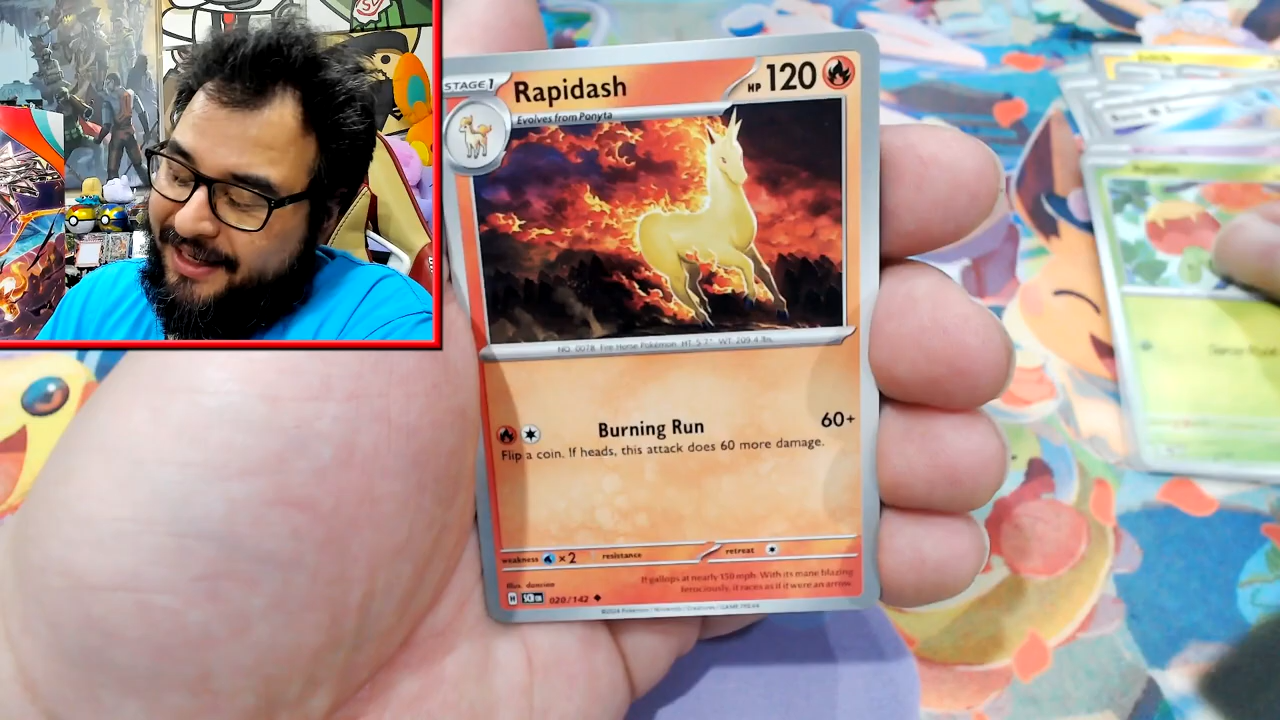 STAGE 1
Rapidash
HP 120
Evolves from Ponyta
NO. 0078 Fire Horse Pokémon HT: 5'7" WT: 209.4 lbs.
Burning Run
60+
Flip a coin. If heads, this attack does 60 more damage.
weakness ×2 resistance retreat
Illus. danciao
If gallops at nearly 150 mph. With its mane blazing
ferociously, it races as if it were an arrow.
H SCR EN 020/142